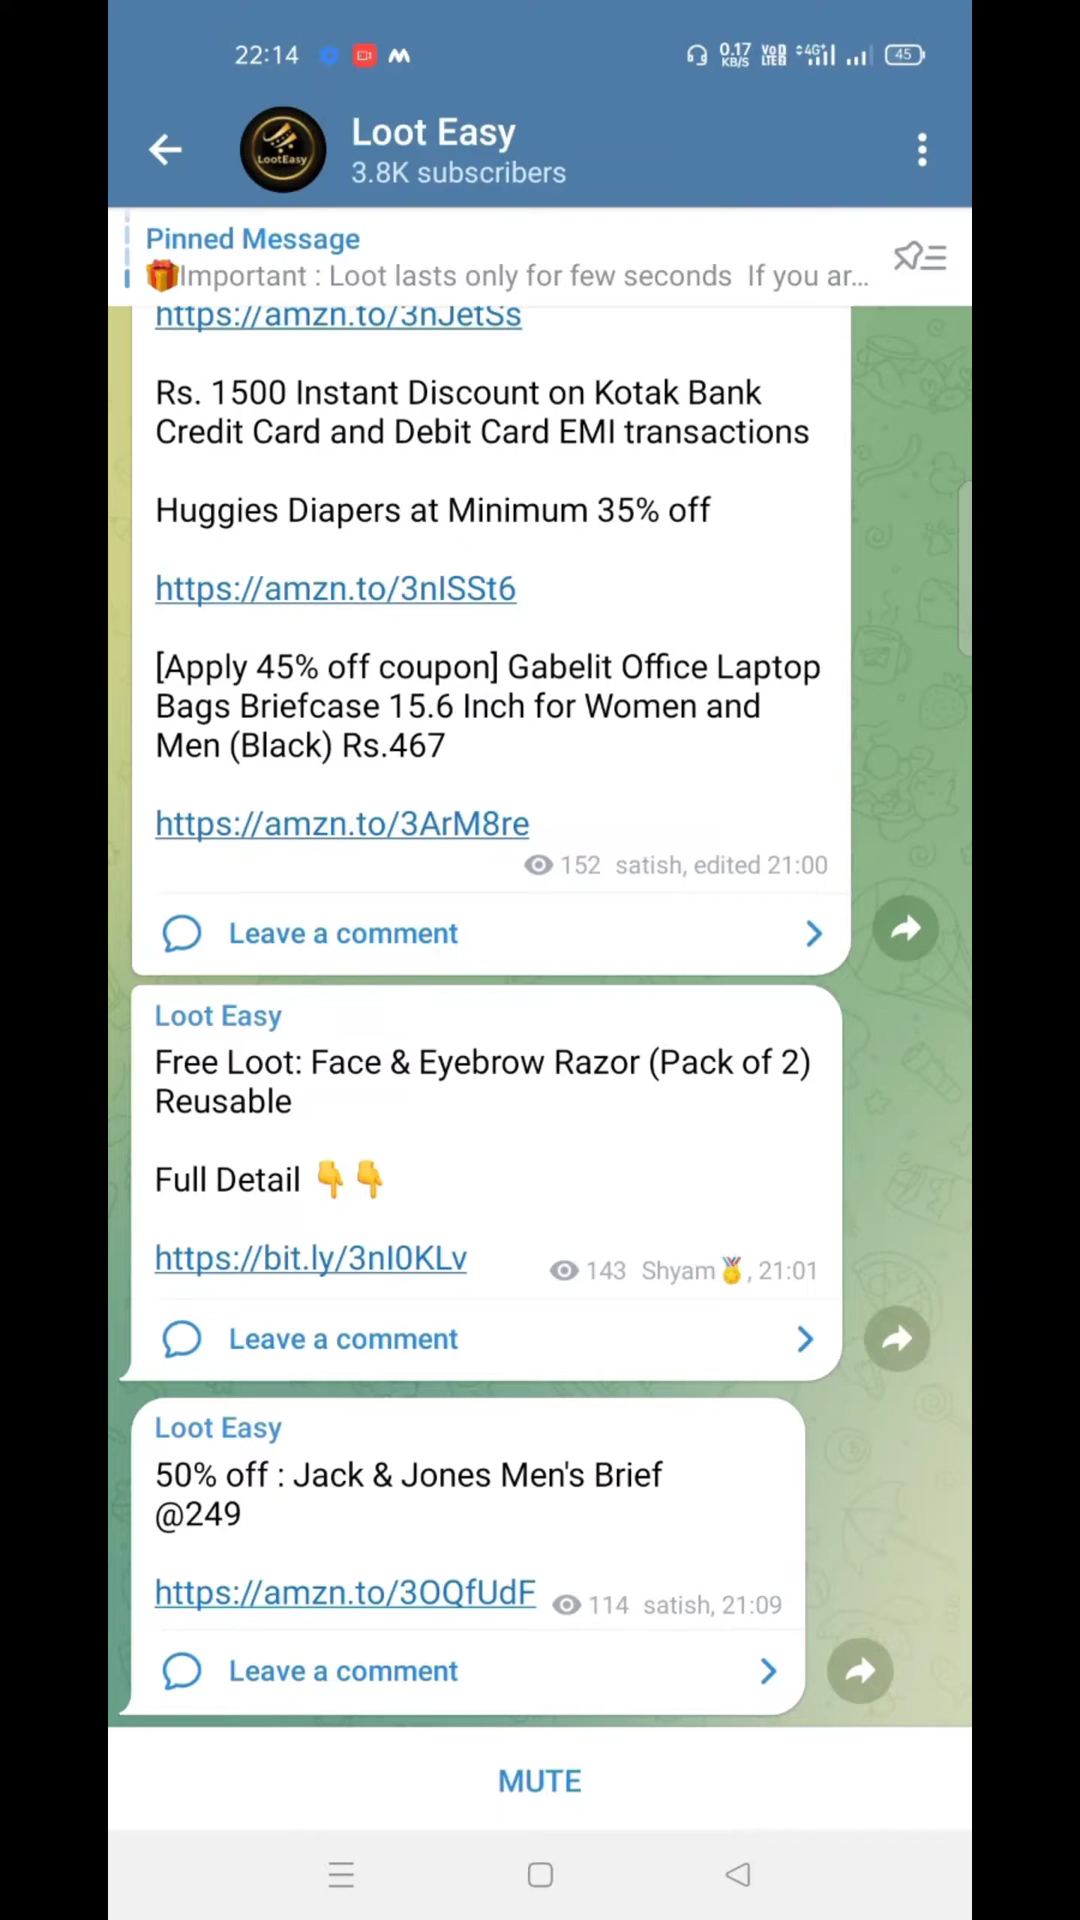 22:14
0.17 KB/S
VoD LTE2
4G+
45
LootEasy
Loot Easy
3.8K subscribers
Pinned Message
🎁Important : Loot lasts only for few seconds If you ar...
https://amzn.to/3nJetSs
Rs. 1500 Instant Discount on Kotak Bank
Credit Card and Debit Card EMI transactions
Huggies Diapers at Minimum 35% off
https://amzn.to/3nISSt6
[Apply 45% off coupon] Gabelit Office Laptop
Bags Briefcase 15.6 Inch for Women and
Men (Black) Rs.467
https://amzn.to/3ArM8re
152 satish, edited 21:00
Leave a comment
Loot Easy
Free Loot: Face & Eyebrow Razor (Pack of 2)
Reusable
Full Detail 👇👇
https://bit.ly/3nI0KLv 143 Shyam🏅, 21:01
Leave a comment
Loot Easy
50% off : Jack & Jones Men's Brief
@249
https://amzn.to/3OQfUdF 114 satish, 21:09
Leave a comment
MUTE